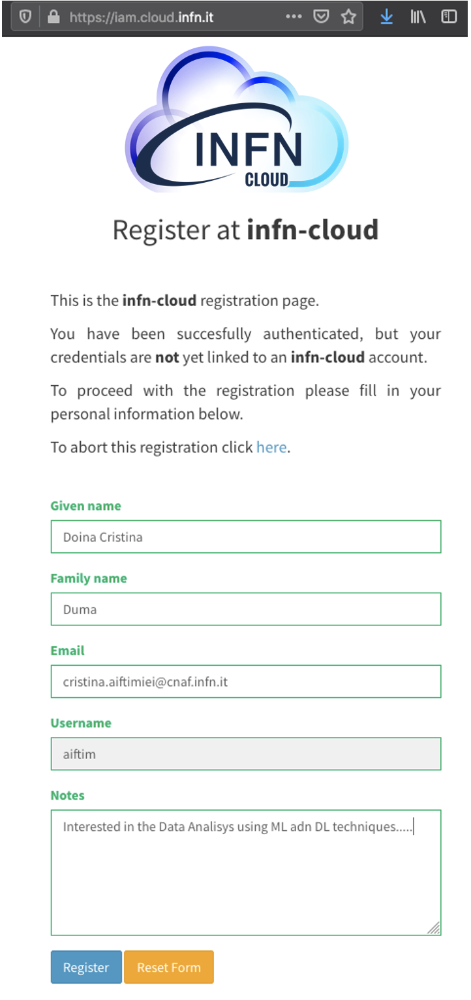 https://iam.cloud.infn.it
INFN
CLOUD
Register at infn-cloud
This is the infn-cloud registration page.
You have been succesfully authenticated, but your
credentials are not yet linked to an infn-cloud account.
To proceed with the registration please fill in your
personal information below.
To abort this registration click here.
Given name
Doina Cristina
Family name
Duma
Email
cristina.aiftimiei@cnaf.infn.it
Username
aiftim
Notes
Interested in the Data Analisys using ML adn DL techniques.....
Register Reset Form